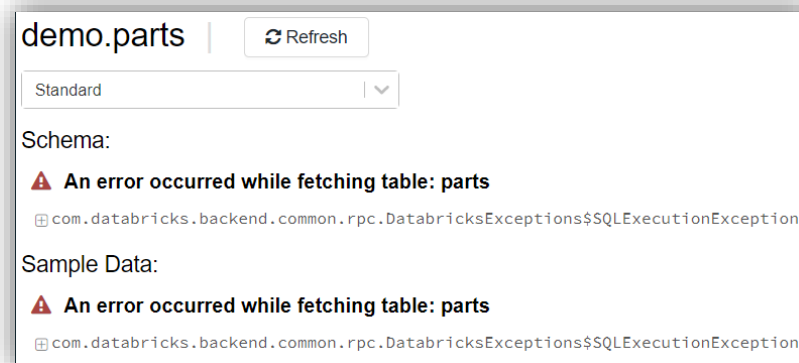 demo.parts
Refresh
Standard
Schema:
An error occurred while fetching table: parts
com.databricks.backend.common.rpc.DatabricksExceptions$SQLExecutionException
Sample Data:
An error occurred while fetching table: parts
com.databricks.backend.common.rpc.DatabricksExceptions$SQLExecutionException